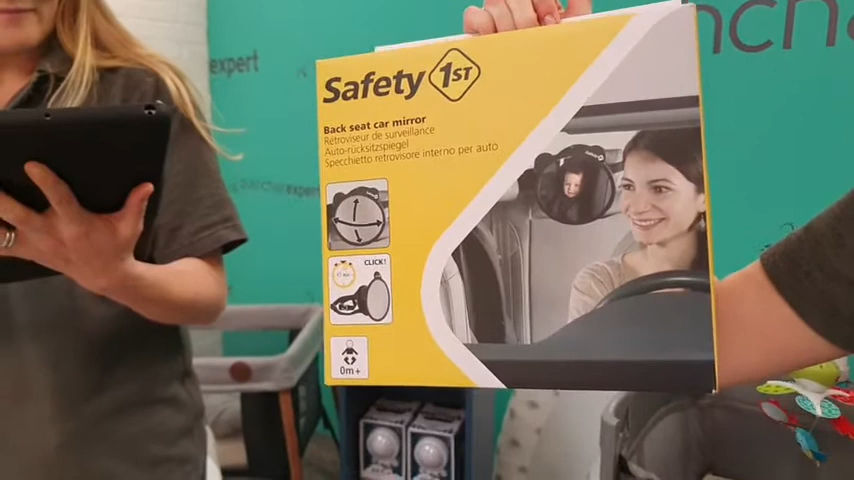 expert
Safety 1ST
Back seat car mirror
Rétroviseur de surveillance
Auto-rücksitzspiegel
Specchietto retrovisore interno per auto
CLICK!
0m+